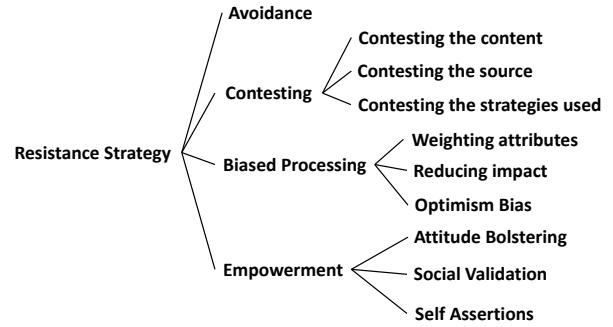 Avoidance
Contesting the content
Contesting
Contesting the source
Contesting the strategies used
Resistance Strategy
Biased Processing
Weighting attributes
Reducing impact
Optimism Bias
Empowerment
Attitude Bolstering
Social Validation
Self Assertions